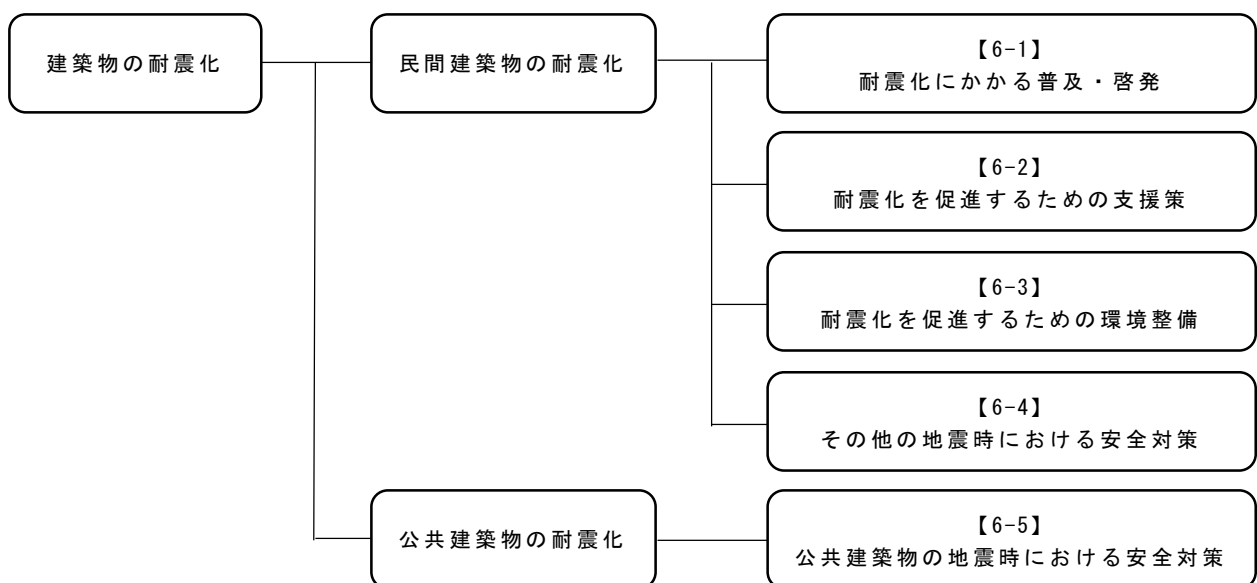 建築物の耐震化
民間建築物の耐震化
【6-1】
耐震化にかかる普及・啓発
【6-2】
耐震化を促進するための支援策
【6-3】
耐震化を促進するための環境整備
【6-4】
その他の地震時における安全対策
公共建築物の耐震化
【6-5】
公共建築物の地震時における安全対策